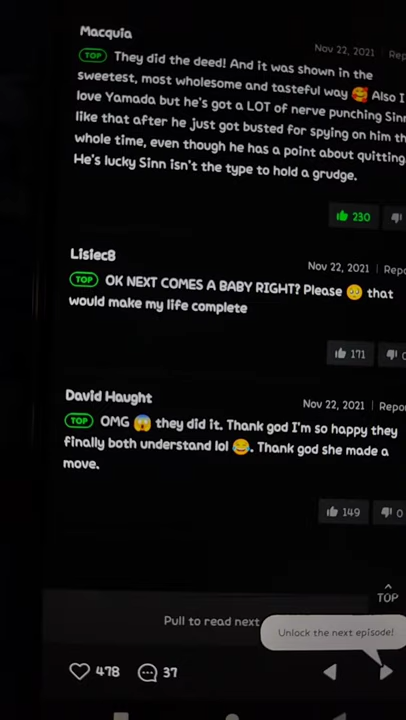 Macquia
Nov 22, 2021 | Rep
TOP They did the deed! And it was shown in the
sweetest, most wholesome and tasteful way 🥰 Also I
love Yamada but he's got a LOT of nerve punching Sinn
like that after he just got busted for spying on him th
whole time, even though he has a point about quitting
He's lucky Sinn isn't the type to hold a grudge.
230
Lisiec8
Nov 22, 2021 | Repo
TOP OK NEXT COMES A BABY RIGHT? Please 🥺 that
would make my life complete
171 0
David Haught
Nov 22, 2021 | Repor
TOP OMG 😱 they did it. Thank god I'm so happy they
finally both understand lol 😂. Thank god she made a
move.
149 0
TOP
Pull to read next
Unlock the next episode!
478 37